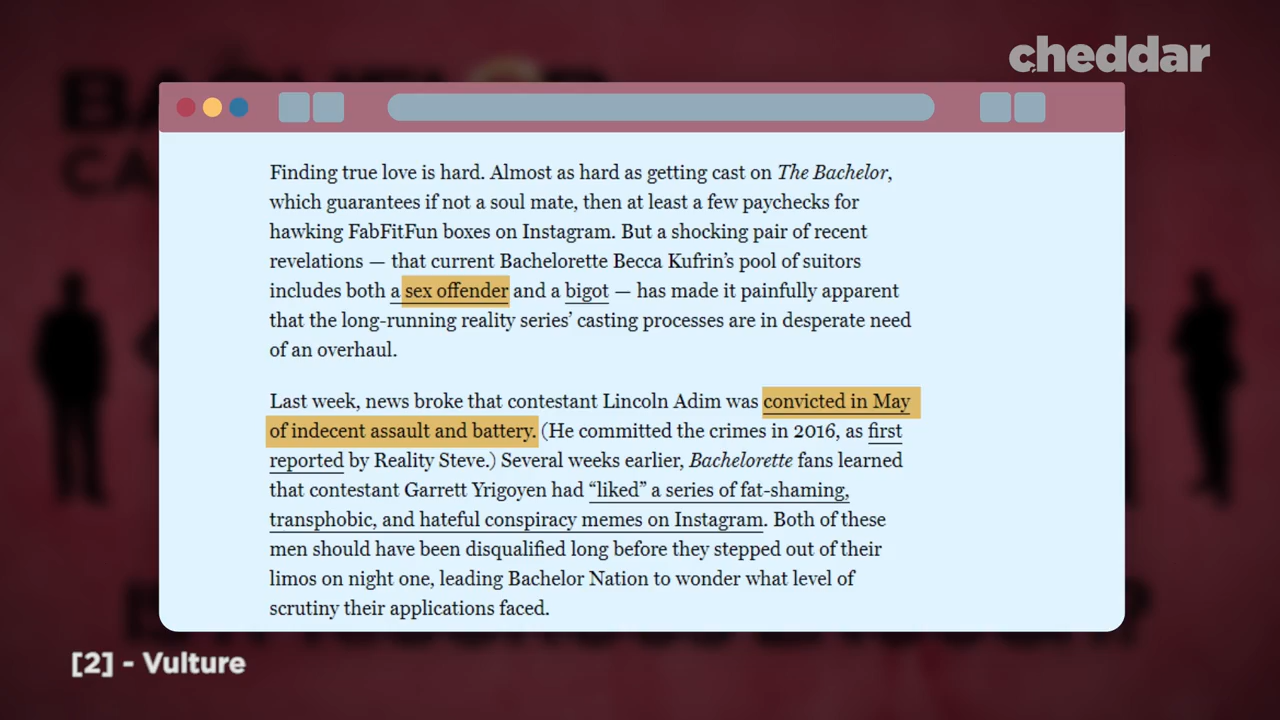 cheddar
Finding true love is hard. Almost as hard as getting cast on The Bachelor,
which guarantees if not a soul mate, then at least a few paychecks for
hawking FabFitFun boxes on Instagram. But a shocking pair of recent
revelations — that current Bachelorette Becca Kufrin’s pool of suitors
includes both a sex offender and a bigot — has made it painfully apparent
that the long-running reality series’ casting processes are in desperate need
of an overhaul.
Last week, news broke that contestant Lincoln Adim was convicted in May
of indecent assault and battery. (He committed the crimes in 2016, as first
reported by Reality Steve.) Several weeks earlier, Bachelorette fans learned
that contestant Garrett Yrigoyen had “liked” a series of fat-shaming,
transphobic, and hateful conspiracy memes on Instagram. Both of these
men should have been disqualified long before they stepped out of their
limos on night one, leading Bachelor Nation to wonder what level of
scrutiny their applications faced.
[2] - Vulture